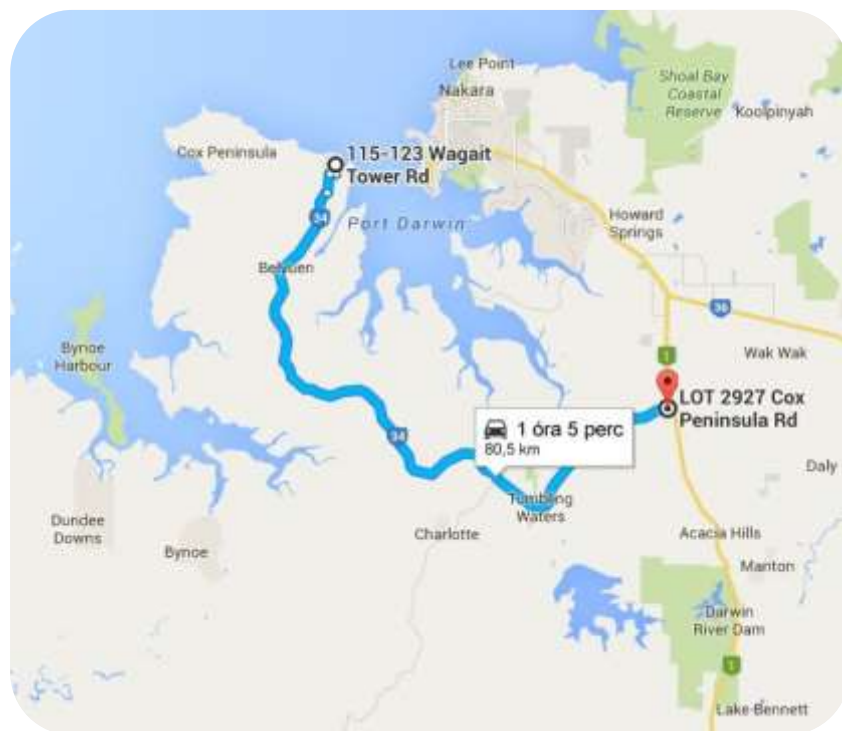 Lee Point
Nakara
Shoal Bay
Coastal
Reserve
Koolpinyah
Cox Peninsula
115-123 Wagait
Tower Rd
34
Port Darwin
Howard
Springs
36
Bynoe
Harbour
1
Wak Wak
LOT 2927 Cox
Peninsula Rd
1 óra 5 perc
80,5 km
34
Daly
Tumbling
Waters
Dundee
Downs
Bynoe
Charlotte
Acacia Hills
Manton
Darwin
River Dam
1
Lake-Bennett